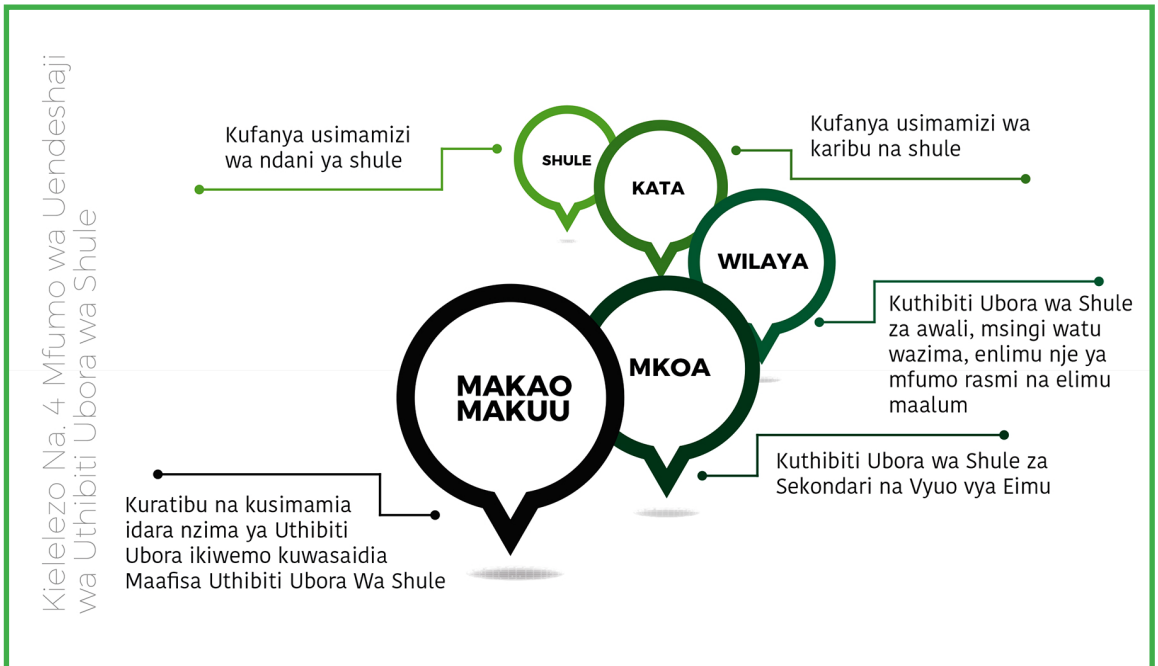 Kielelezo Na. 4 Mfumo wa Uendeshaji
wa Uthibiti Ubora wa Shule
Kufanya usimamizi
wa ndani ya shule
SHULE
KATA
Kufanya usimamizi wa
karibu na shule
WILAYA
Kuthibiti Ubora wa Shule
za awali, msingi watu
wazima, enlimu nje ya
mfumo rasmi na elimu
maalum
MKOA
Kuthibiti Ubora wa Shule za
Sekondari na Vyuo vya Eimu
MAKAO
MAKUU
Kuratibu na kusimamia
idara nzima ya Uthibiti
Ubora ikiwemo kuwasaidia
Maafisa Uthibiti Ubora Wa Shule